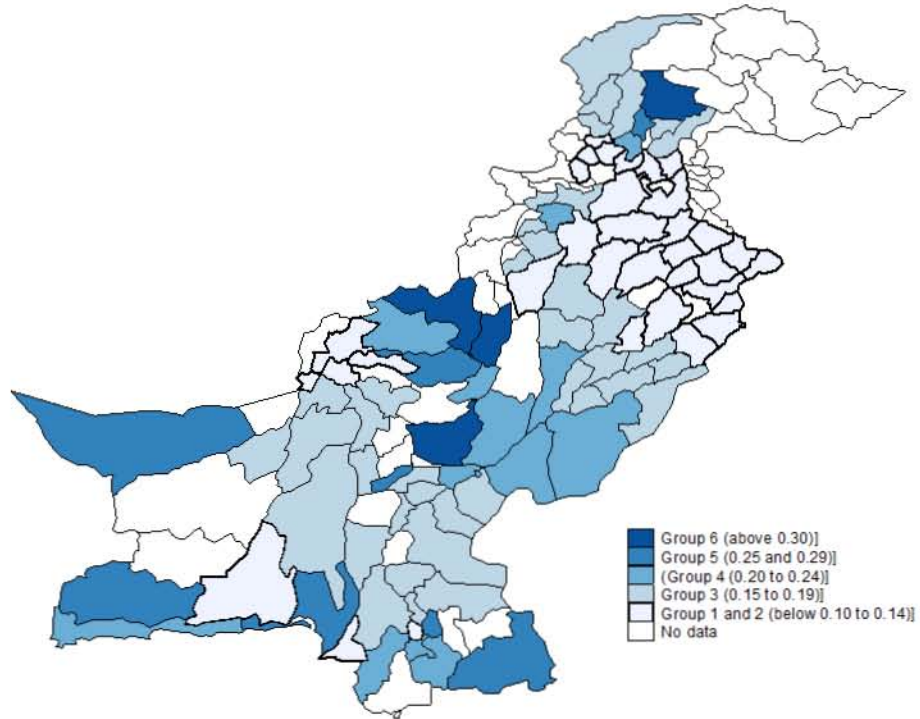 Group 6 (above 0.30)]
Group 5 (0.25 and 0.29)]
(Group 4 (0.20 to 0.24)]
Group 3 (0.15 to 0.19)]
Group 1 and 2 (below 0.10 to 0.14)]
No data